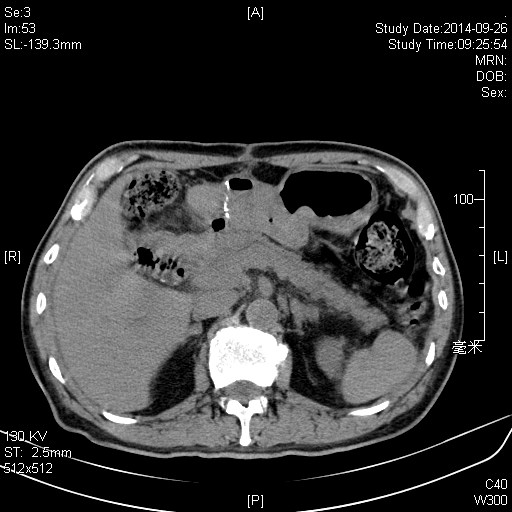 Se:3
Im:53
SL:-139.3mm
[A]
.
Study Date:2014-09-26
Study Time:09:25:54
MRN:
DOB:
Sex:
100
[R]
[L]
毫米
130 KV
ST: 2.5mm
512x512
[P]
C40
W300